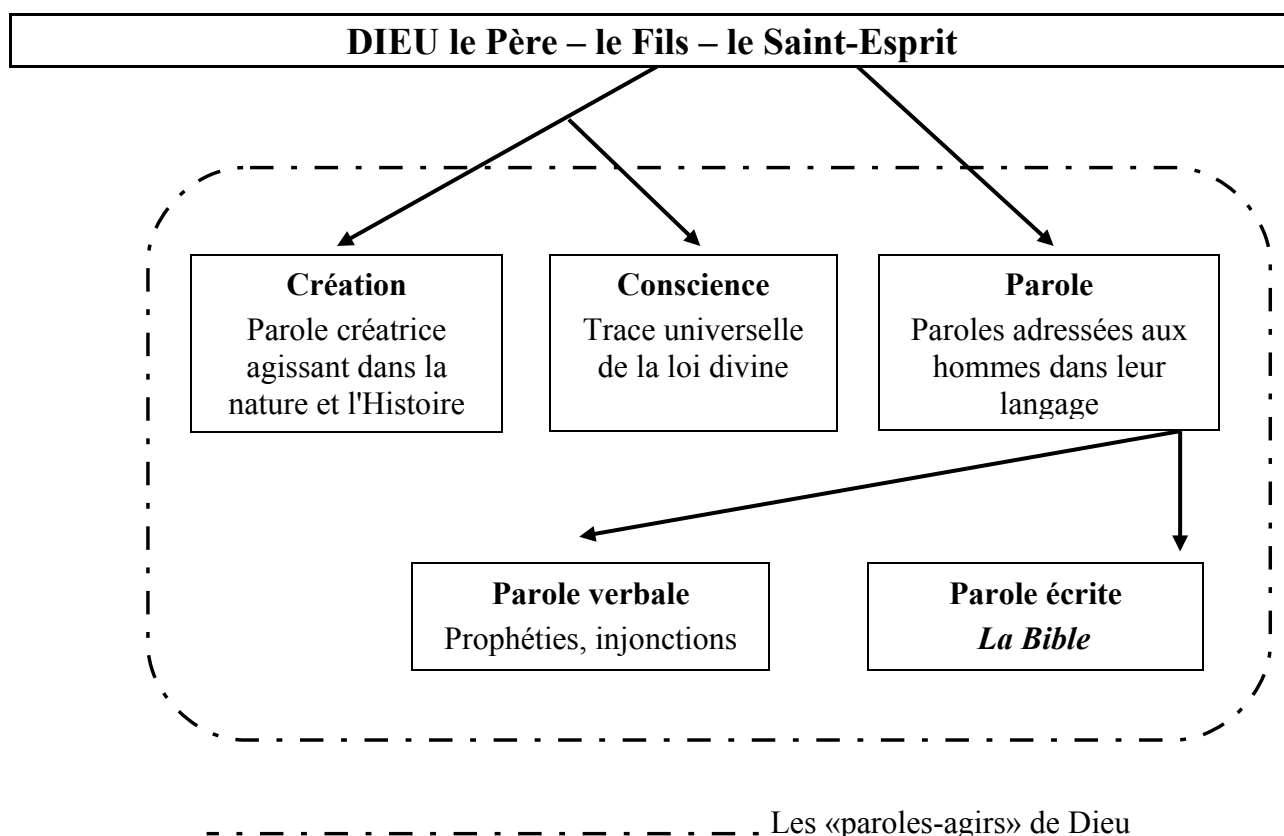 DIEU le Père – le Fils – le Saint-Esprit
Création
Parole créatrice
agissant dans la
nature et l'Histoire
Conscience
Trace universelle
de la loi divine
Parole
Paroles adressées aux
hommes dans leur
langage
Parole verbale
Prophéties, injonctions
Parole écrite
La Bible
Les «paroles-agirs» de Dieu